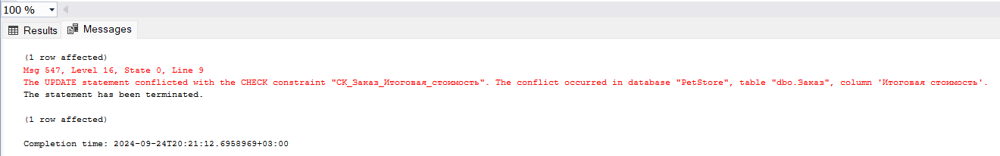 100 %
Results Messages
(1 row affected)
Msg 547, Level 16, State 0, Line 9
The UPDATE statement conflicted with the CHECK constraint "СК_Заказ_Итоговая_стоимость". The conflict occurred in database "PetStore", table "dbo.Заказ", column 'Итоговая стоимость'.
The statement has been terminated.
(1 row affected)
Completion time: 2024-09-24T20:21:12.6958969+03:00